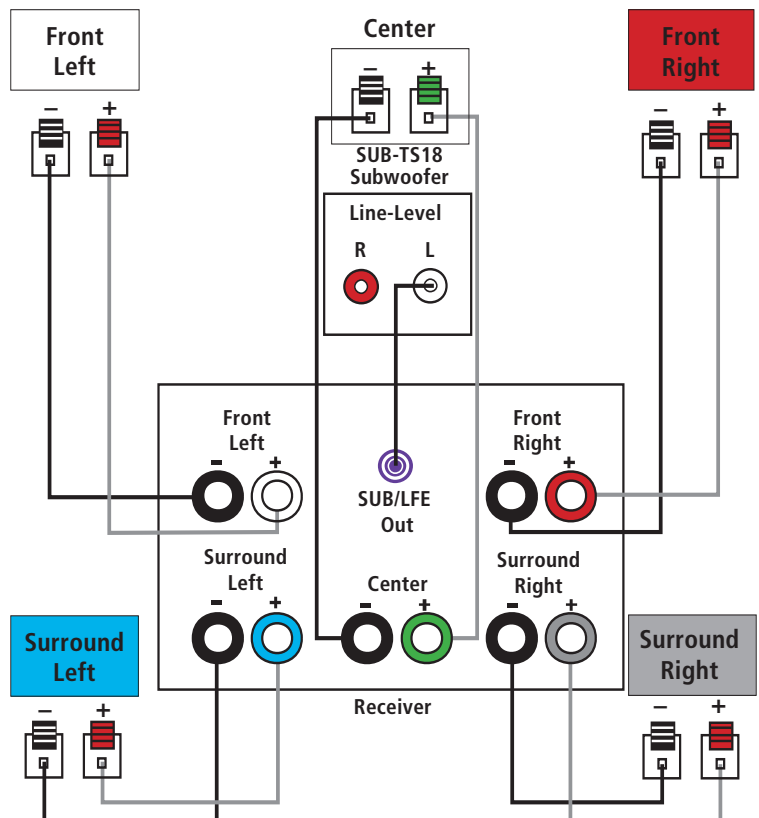 Front
Left
Center
Front
Right
− +
− +
− +
SUB-TS18
Subwoofer
Line-Level
R L
Front
Left
- +
Front
Right
- +
SUB/LFE
Out
Surround
Left
- +
Center
- +
Surround
Right
- +
Surround
Left
− +
Surround
Right
− +
Receiver